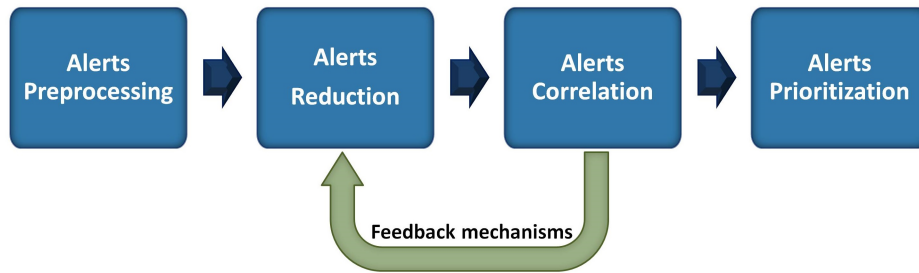 Alerts
Preprocessing
Alerts
Reduction
Alerts
Correlation
Alerts
Prioritization
Feedback mechanisms